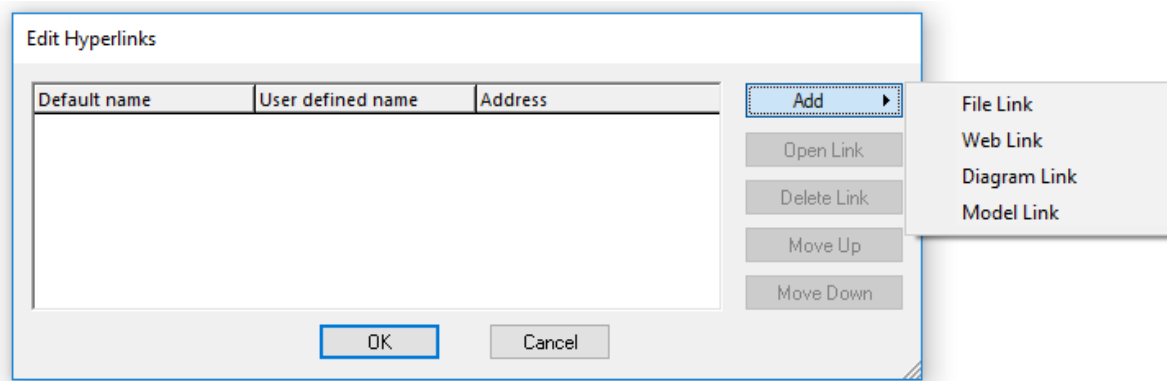 Edit Hyperlinks
Default name User defined name Address
Add
File Link
Web Link
Diagram Link
Model Link
Open Link
Delete Link
Move Up
Move Down
OK Cancel